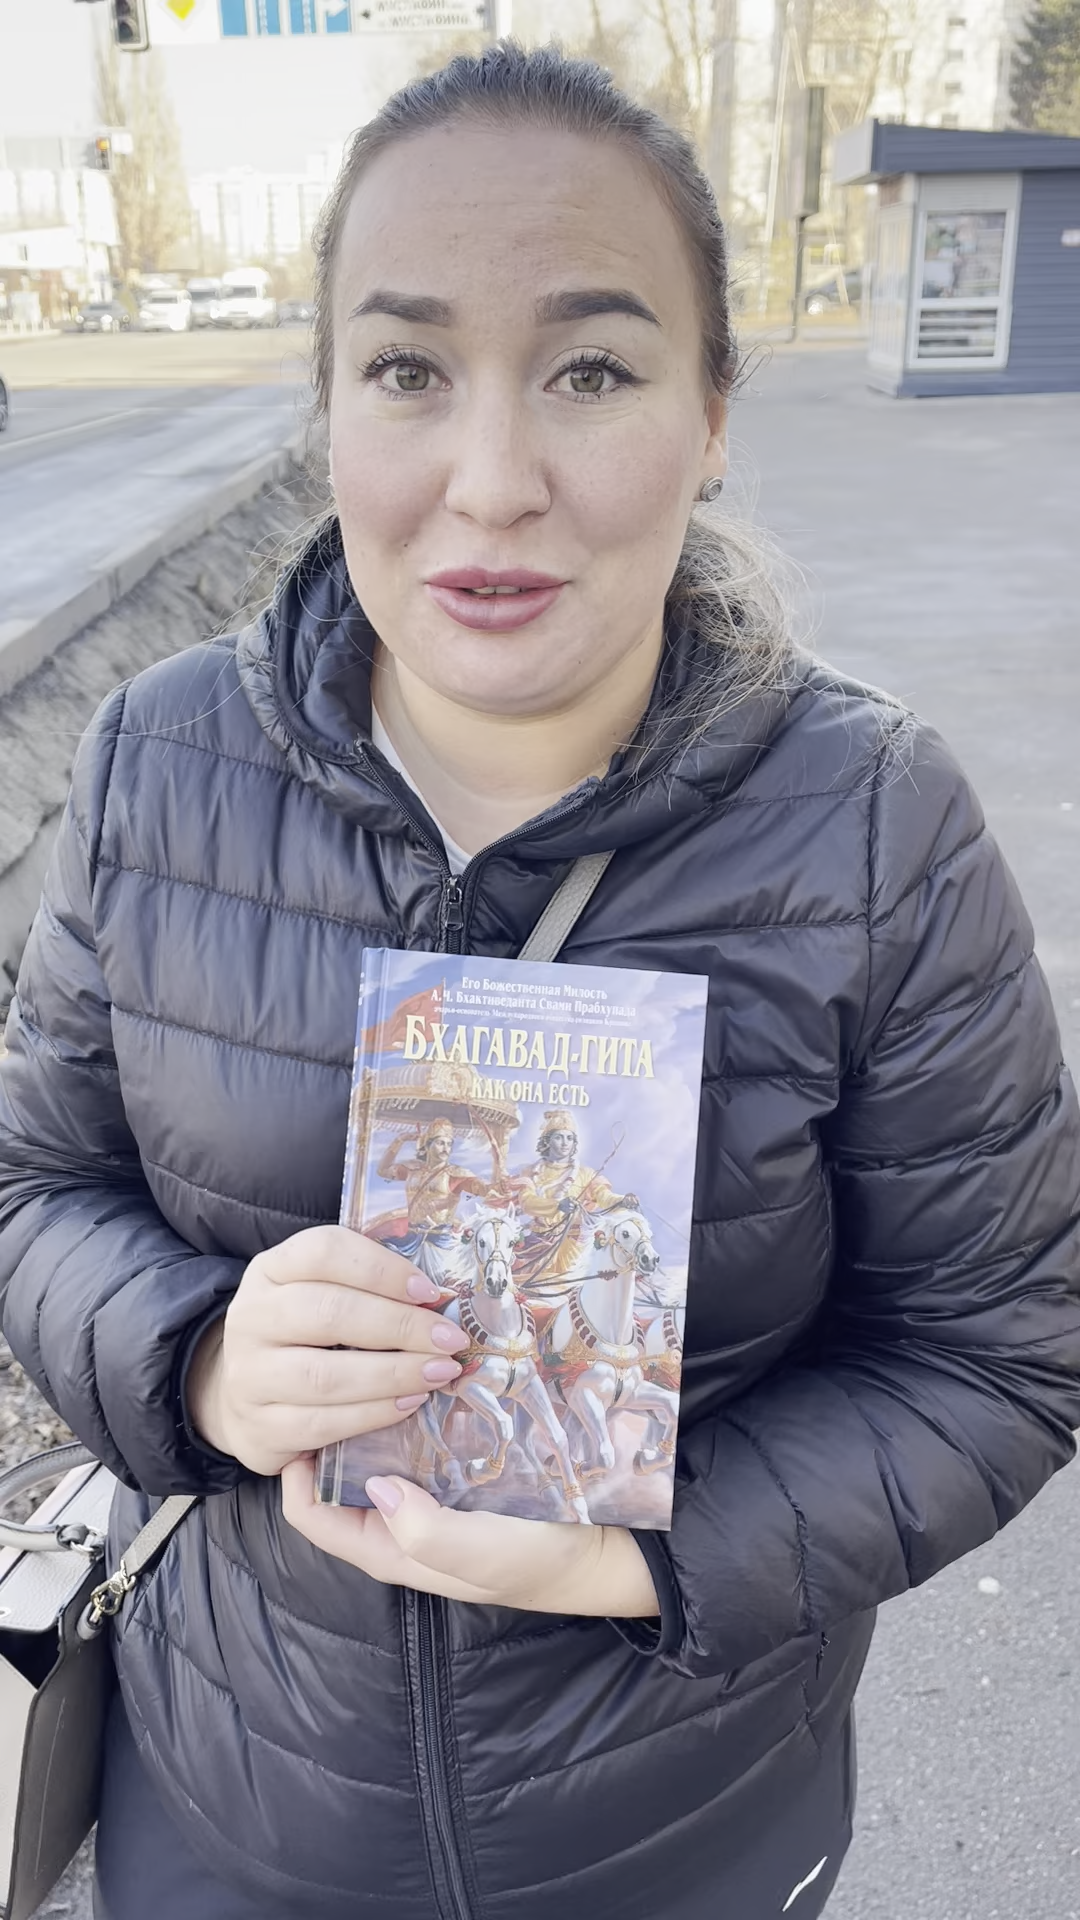 Его Божественная Милость
А.Ч. Бхактиведанта Свами Прабхупада
БХАГАВАД-ГИТА
КАК ОНА ЕСТЬ